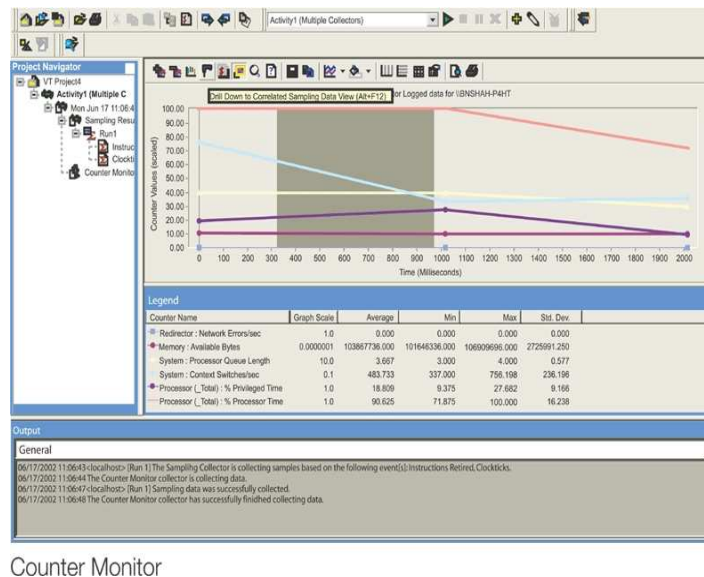 Activity1 (Multiple Collectors)
Project Navigator
VT Project4
Activity1 (Multiple C
Mon Jun 17 11:06:4
Sampling Resu
Run1
Instruc
Clockti
Counter Monito
Drill Down to Correlated Sampling Data View (Alt+F12)
or Logged data for \\BNSHAH-P4HT
Counter Values (scaled)
100.00
90.00
80.00
70.00
60.00
50.00
40.00
30.00
20.00
10.00
0.00
0 100 200 300 400 500 600 700 800 900 1000 1100 1200 1300 1400 1500 1600 1700 1800 1900 2000
Time (Milliseconds)
Legend
Counter Name Graph Scale Average Min Max Std. Dev.
Redirector : Network Errors/sec 1.0 0.000 0.000 0.000 0.000
Memory : Available Bytes 0.0000001 103867736.000 101646336.000 106909696.000 2725991.250
System : Processor Queue Length 10.0 3.667 3.000 4.000 0.577
System : Context Switches/sec 0.1 483.733 337.000 756.198 236.196
Processor (_Total) : % Privileged Time 1.0 18.809 9.375 27.682 9.166
Processor (_Total) : % Processor Time 1.0 90.625 71.875 100.000 16.238
Output
General
06/17/2002 11:06:43 <localhost> [Run 1] The Sampling Collector is collecting samples based on the following event[s]: Instructions Retired, Clockticks.
06/17/2002 11:06:44 The Counter Monitor collector is collecting data.
06/17/2002 11:06:47 <localhost> [Run 1] Sampling data was successfully collected.
06/17/2002 11:06:48 The Counter Monitor collector has successfully finidhed collecting data.
Counter Monitor